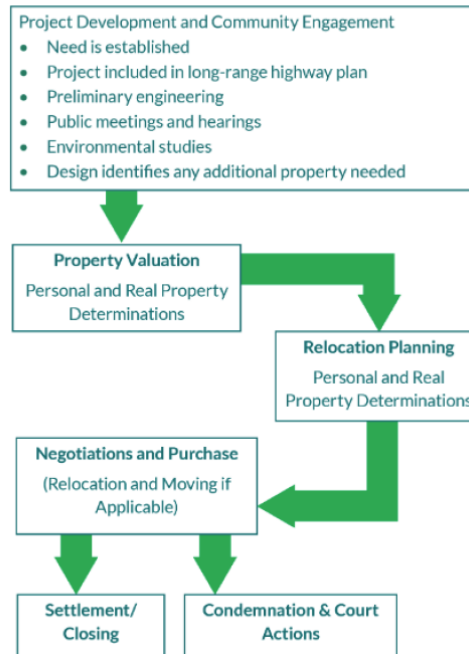 Project Development and Community Engagement
• Need is established
• Project included in long-range highway plan
• Preliminary engineering
• Public meetings and hearings
• Environmental studies
• Design identifies any additional property needed
Property Valuation
Personal and Real Property
Determinations
Relocation Planning
Personal and Real
Property Determinations
Negotiations and Purchase
(Relocation and Moving if
Applicable)
Settlement/
Closing
Condemnation & Court
Actions